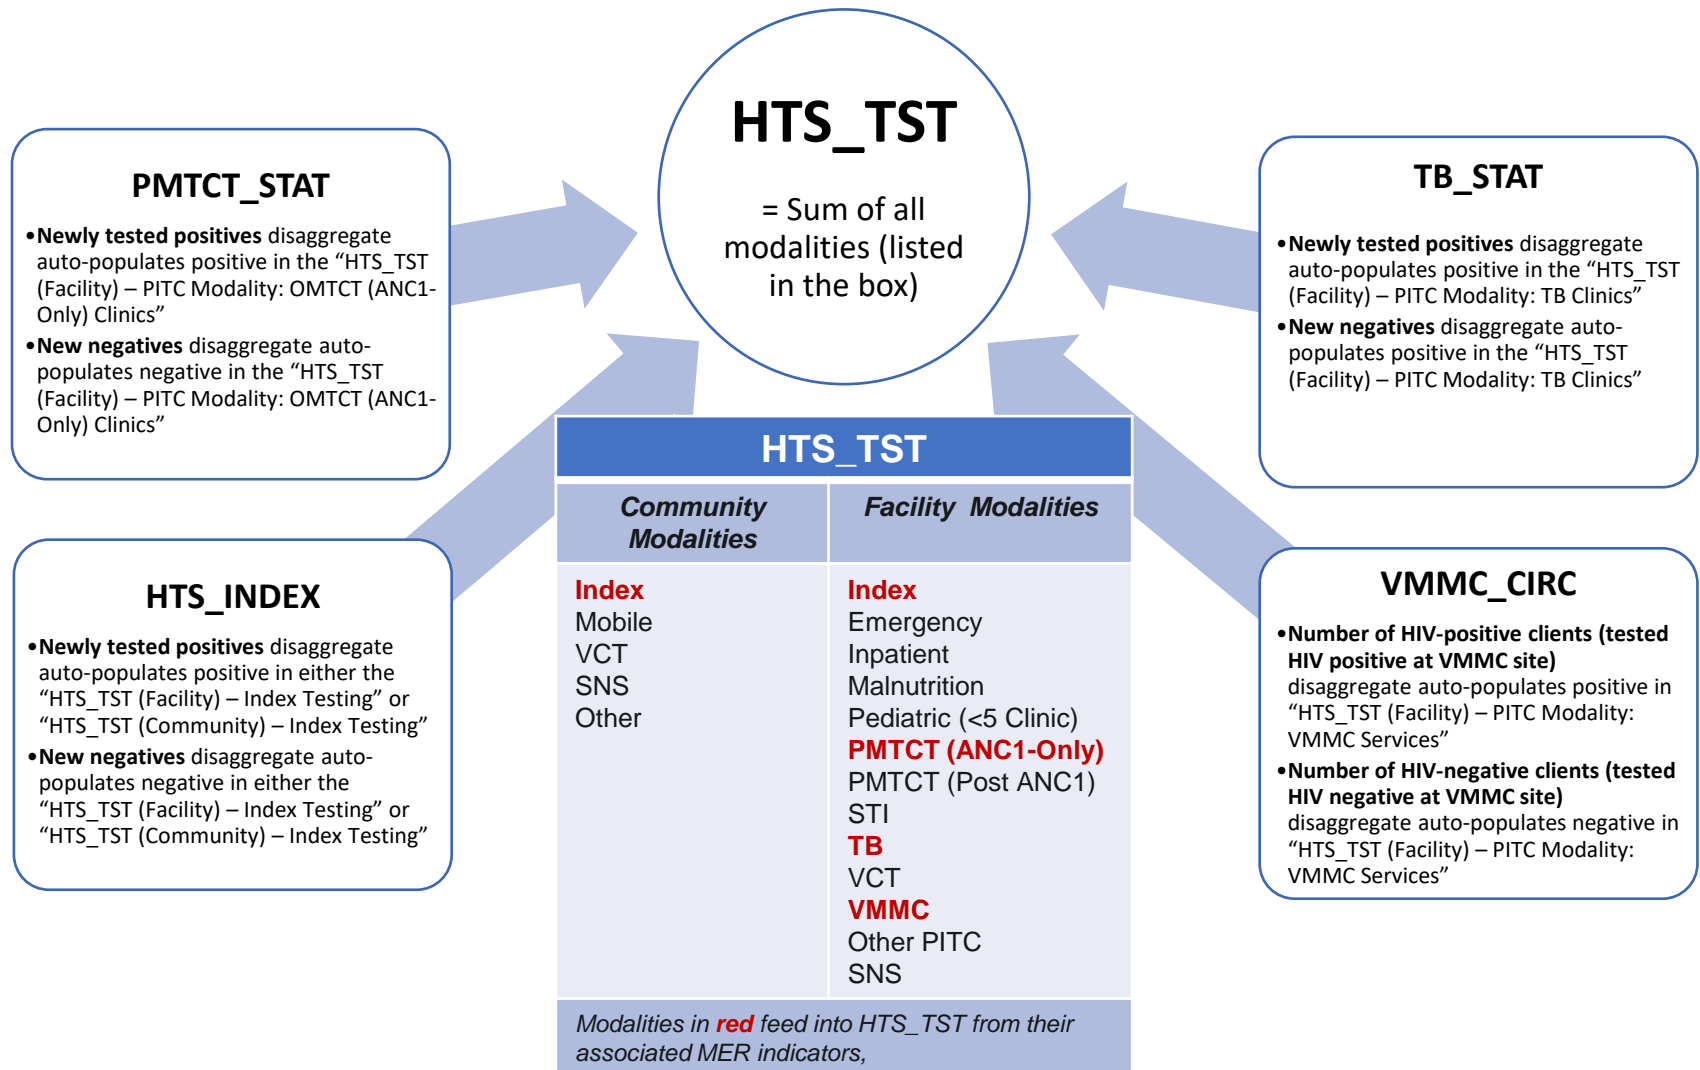 HTS_TST
= Sum of all
modalities (listed
in the box)
PMTCT_STAT
•Newly tested positives disaggregate
auto-populates positive in the “HTS_TST
(Facility) – PITC Modality: OMTCT (ANC1-
Only) Clinics”
•New negatives disaggregate auto-
populates negative in the “HTS_TST
(Facility) – PITC Modality: OMTCT (ANC1-
Only) Clinics”
TB_STAT
•Newly tested positives disaggregate
auto-populates positive in the “HTS_TST
(Facility) – PITC Modality: TB Clinics”
•New negatives disaggregate auto-
populates positive in the “HTS_TST
(Facility) – PITC Modality: TB Clinics”
HTS_INDEX
•Newly tested positives disaggregate
auto-populates positive in either the
“HTS_TST (Facility) – Index Testing” or
“HTS_TST (Community) – Index Testing”
•New negatives disaggregate auto-
populates negative in either the
“HTS_TST (Facility) – Index Testing” or
“HTS_TST (Community) – Index Testing”
HTS_TST
Community
Modalities
Index
Mobile
VCT
SNS
Other
Facility Modalities
Index
Emergency
Inpatient
Malnutrition
Pediatric (<5 Clinic)
PMTCT (ANC1-Only)
PMTCT (Post ANC1)
STI
TB
VCT
VMMC
Other PITC
SNS
Modalities in red feed into HTS_TST from their
associated MER indicators,
VMMC_CIRC
•Number of HIV-positive clients (tested
HIV positive at VMMC site)
disaggregate auto-populates positive in
“HTS_TST (Facility) – PITC Modality:
VMMC Services”
•Number of HIV-negative clients (tested
HIV negative at VMMC site)
disaggregate auto-populates negative in
“HTS_TST (Facility) – PITC Modality:
VMMC Services”